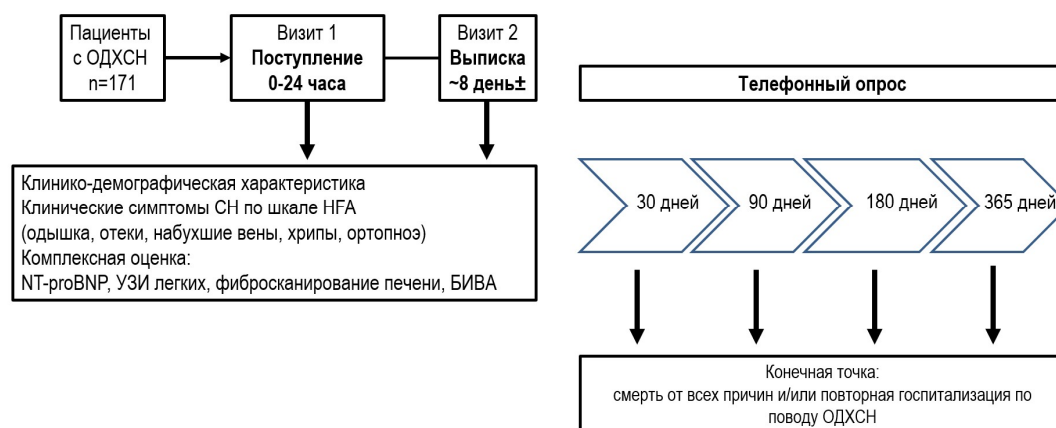 Пациенты
с ОДХСН
n=171
Визит 1
Поступление
0-24 часа
Визит 2
Выписка
~8 день±
Клинико-демографическая характеристика
Клинические симптомы СН по шкале НГА
(одышка, отеки, набухшие вены, хрипы, ортопноэ)
Комплексная оценка:
NT-proBNP, УЗИ легких, фибросканирование печени, БИВА
Телефонный опрос
30 дней
90 дней
180 дней
365 дней
Конечная точка:
смерть от всех причин и/или повторная госпитализация по
поводу ОДХСН